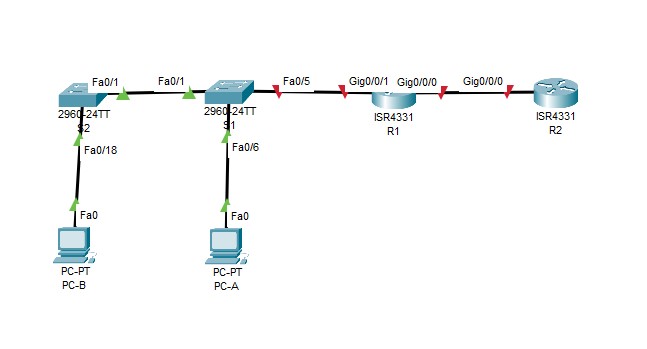 Fa0/1
Fa0/1
Fa0/5
Gig0/0/1
Gig0/0/0
Gig0/0/0
2960-24TT
S2
2960-24TT
S1
ISR4331
R1
ISR4331
R2
Fa0/18
Fa0/6
Fa0
Fa0
PC-PT
PC-B
PC-PT
PC-A